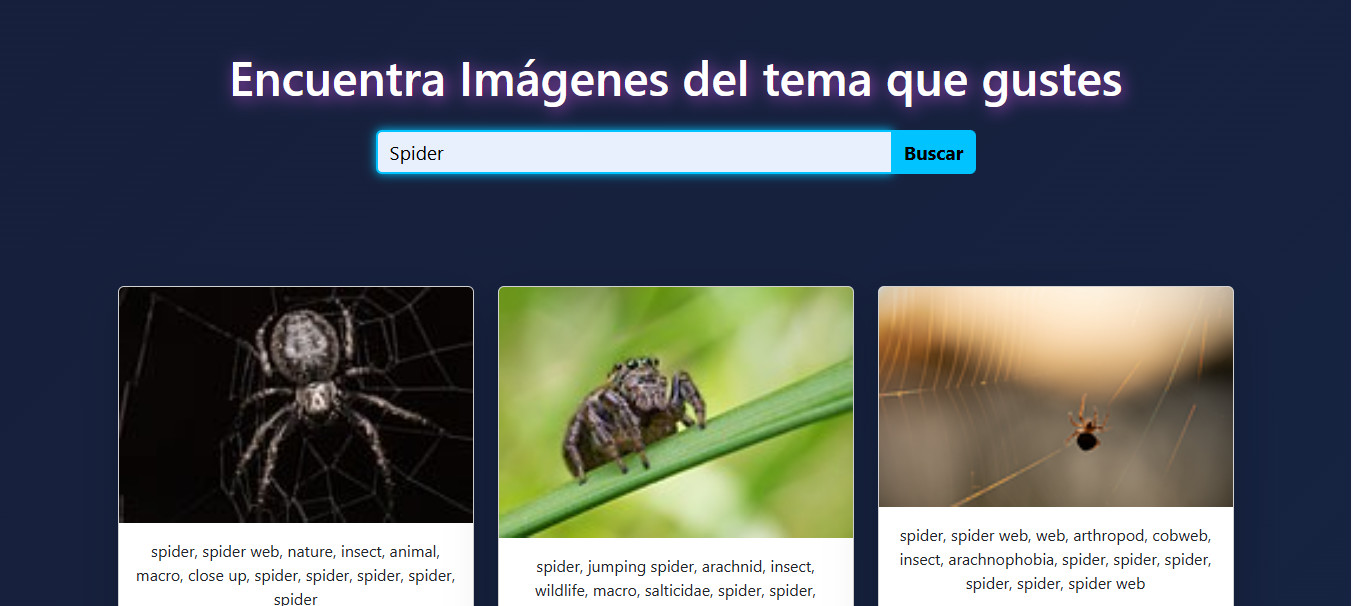 Encuentra Imágenes del tema que gustes
Spider
Buscar
spider, spider web, nature, insect, animal,
macro, close up, spider, spider, spider, spider,
spider
spider, jumping spider, arachnid, insect,
wildlife, macro, salticidae, spider, spider,
spider, spider web, web, arthropod, cobweb,
insect, arachnophobia, spider, spider, spider,
spider, spider, spider web